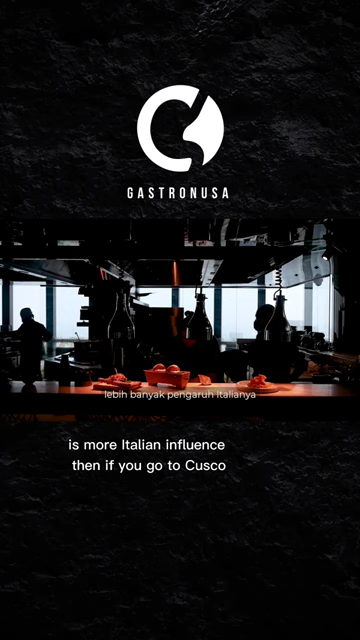 GASTRONUSA
lebih banyak pengaruh Italianya
is more Italian influence
then if you go to Cusco